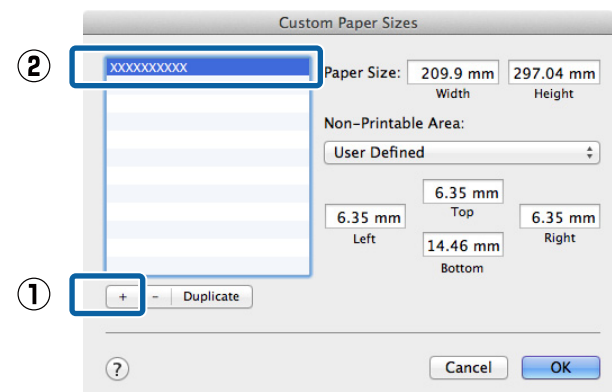 Custom Paper Sizes
② XXXXXXXXXX
Paper Size: 209.9 mm 297.04 mm
Width Height
Non-Printable Area:
User Defined
6.35 mm
Top
6.35 mm 6.35 mm
Left Right
14.46 mm
Bottom
① + - Duplicate
? Cancel OK